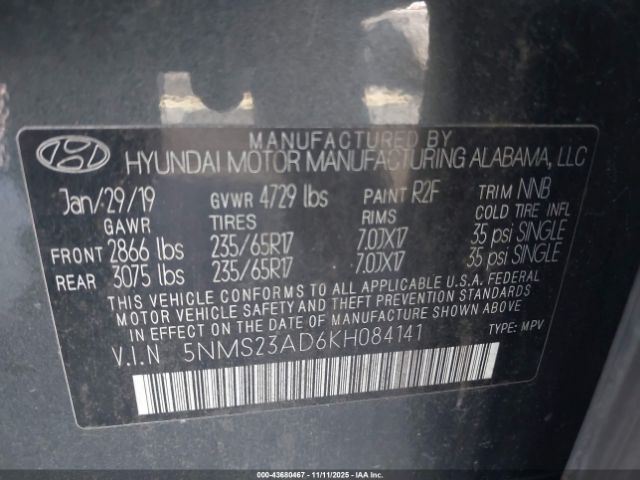 MANUFACTURED BY
HYUNDAI MOTOR MANUFACTURING ALABAMA, LLC
Jan/29/19 GVWR 4729 lbs PAINT R2F TRIM NNB
GAWR TIRES RIMS COLD TIRE INFL
FRONT 2866 lbs 235/65R17 7.0JX17 35 psi SINGLE
REAR 3075 lbs 235/65R17 7.0JX17 35 psi SINGLE
THIS VEHICLE CONFORMS TO ALL APPLICABLE U.S.A. FEDERAL
MOTOR VEHICLE SAFETY AND THEFT PREVENTION STANDARDS
IN EFFECT ON THE DATE OF MANUFACTURE SHOWN ABOVE
V.I.N 5NMS23AD6KH084141 TYPE: MPV
000-43680467 - 11/11/2025 - IAAI.COM